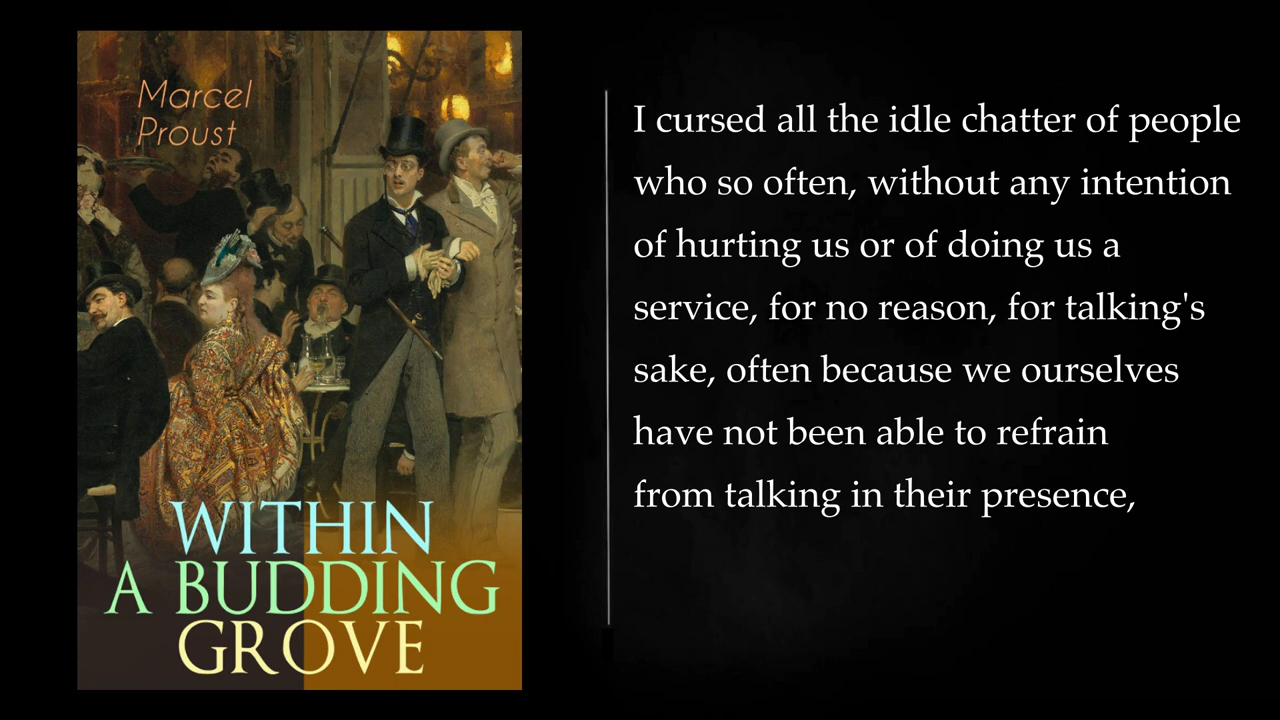 Marcel
Proust
WITHIN
A BUDDING
GROVE
I cursed all the idle chatter of people
who so often, without any intention
of hurting us or of doing us a
service, for no reason, for talking's
sake, often because we ourselves
have not been able to refrain
from talking in their presence,